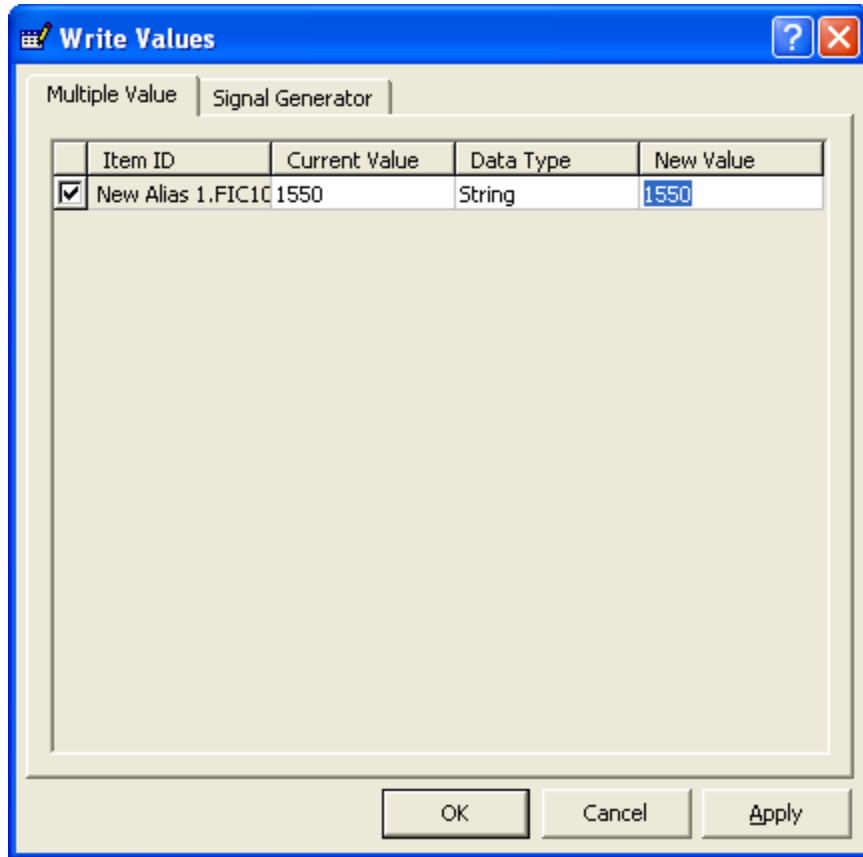 Write Values
Multiple Value Signal Generator
Item ID Current Value Data Type New Value
New Alias 1.FIC10 1550 String 1550
OK Cancel Apply